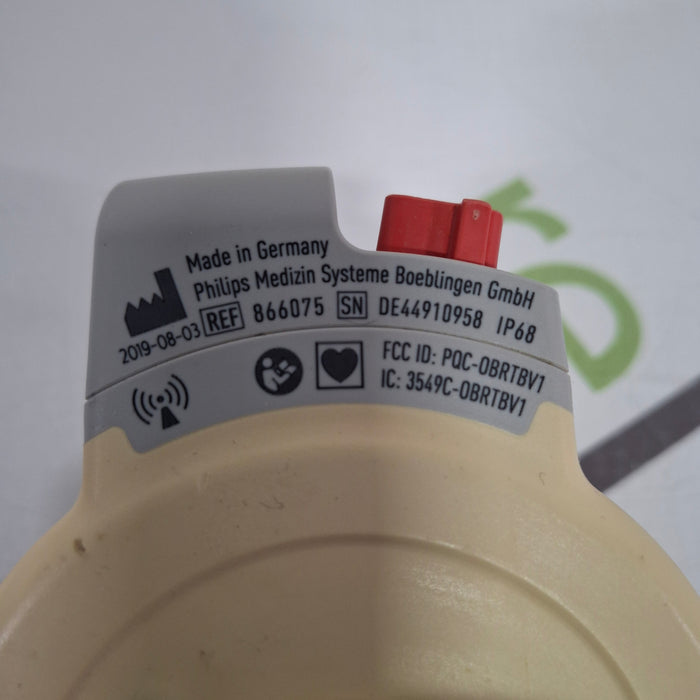 Made in Germany
Philips Medizin Systeme Boeblingen GmbH
2019-08-03 REF 866075 SN DE44910958 IP68
FCC ID: PQC-OBRTBV1
IC: 3549C-OBRTBV1